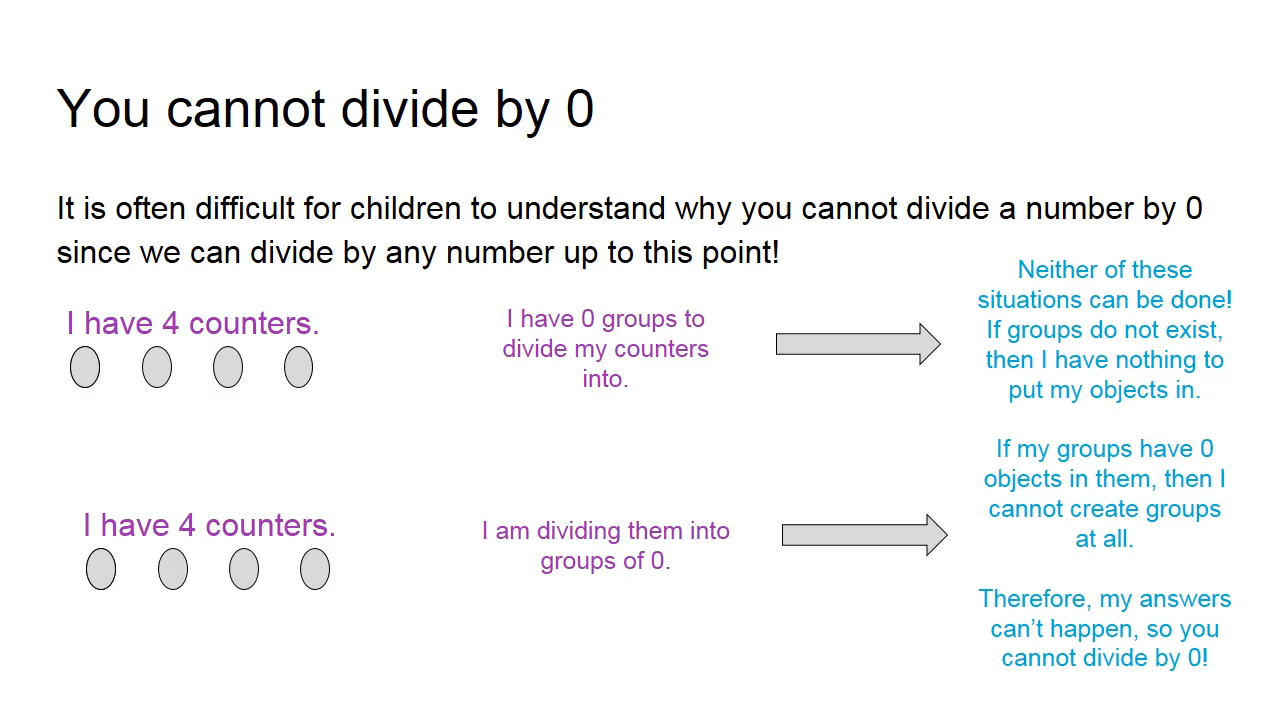 You cannot divide by 0
It is often difficult for children to understand why you cannot divide a number by 0
since we can divide by any number up to this point!
I have 4 counters.
I have 0 groups to
divide my counters
into.
Neither of these
situations can be done!
If groups do not exist,
then I have nothing to
put my objects in.
I have 4 counters.
I am dividing them into
groups of 0.
If my groups have 0
objects in them, then I
cannot create groups
at all.
Therefore, my answers
can’t happen, so you
cannot divide by 0!